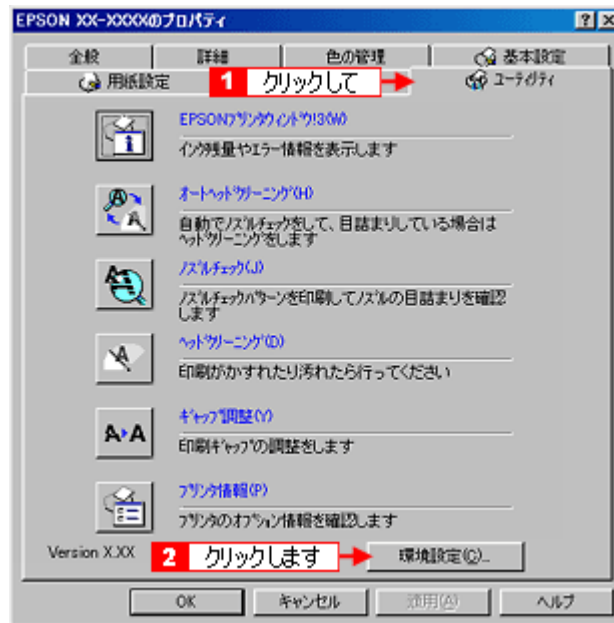 EPSON XX-XXXXのプロパティ
全般 詳細 色の管理 基本設定
用紙設定 1 クリックして ユーティリティ
EPSONプリンタウィンドウ!3(W)
インク残量やエラー情報を表示します
オートヘッドクリーニング(H)
自動でノズルチェックをして、目詰まりしている場合は
ヘッドクリーニングをします
ノズルチェック(J)
ノズルチェックパターンを印刷してノズルの目詰まりを確認
します
ヘッドクリーニング(D)
印刷がかすれたり汚れたら行ってください
ギャップ調整(Y)
印刷ギャップの調整をします
プリンタ情報(P)
プリンタのオプション情報を確認します
Version X.XX 2 クリックします 環境設定(C)...
OK キャンセル 適用(A) ヘルプ